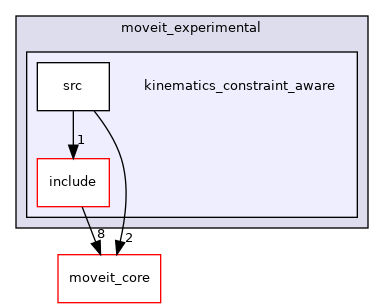 moveit_experimental
src
kinematics_constraint_aware
1
include
8
2
moveit_core